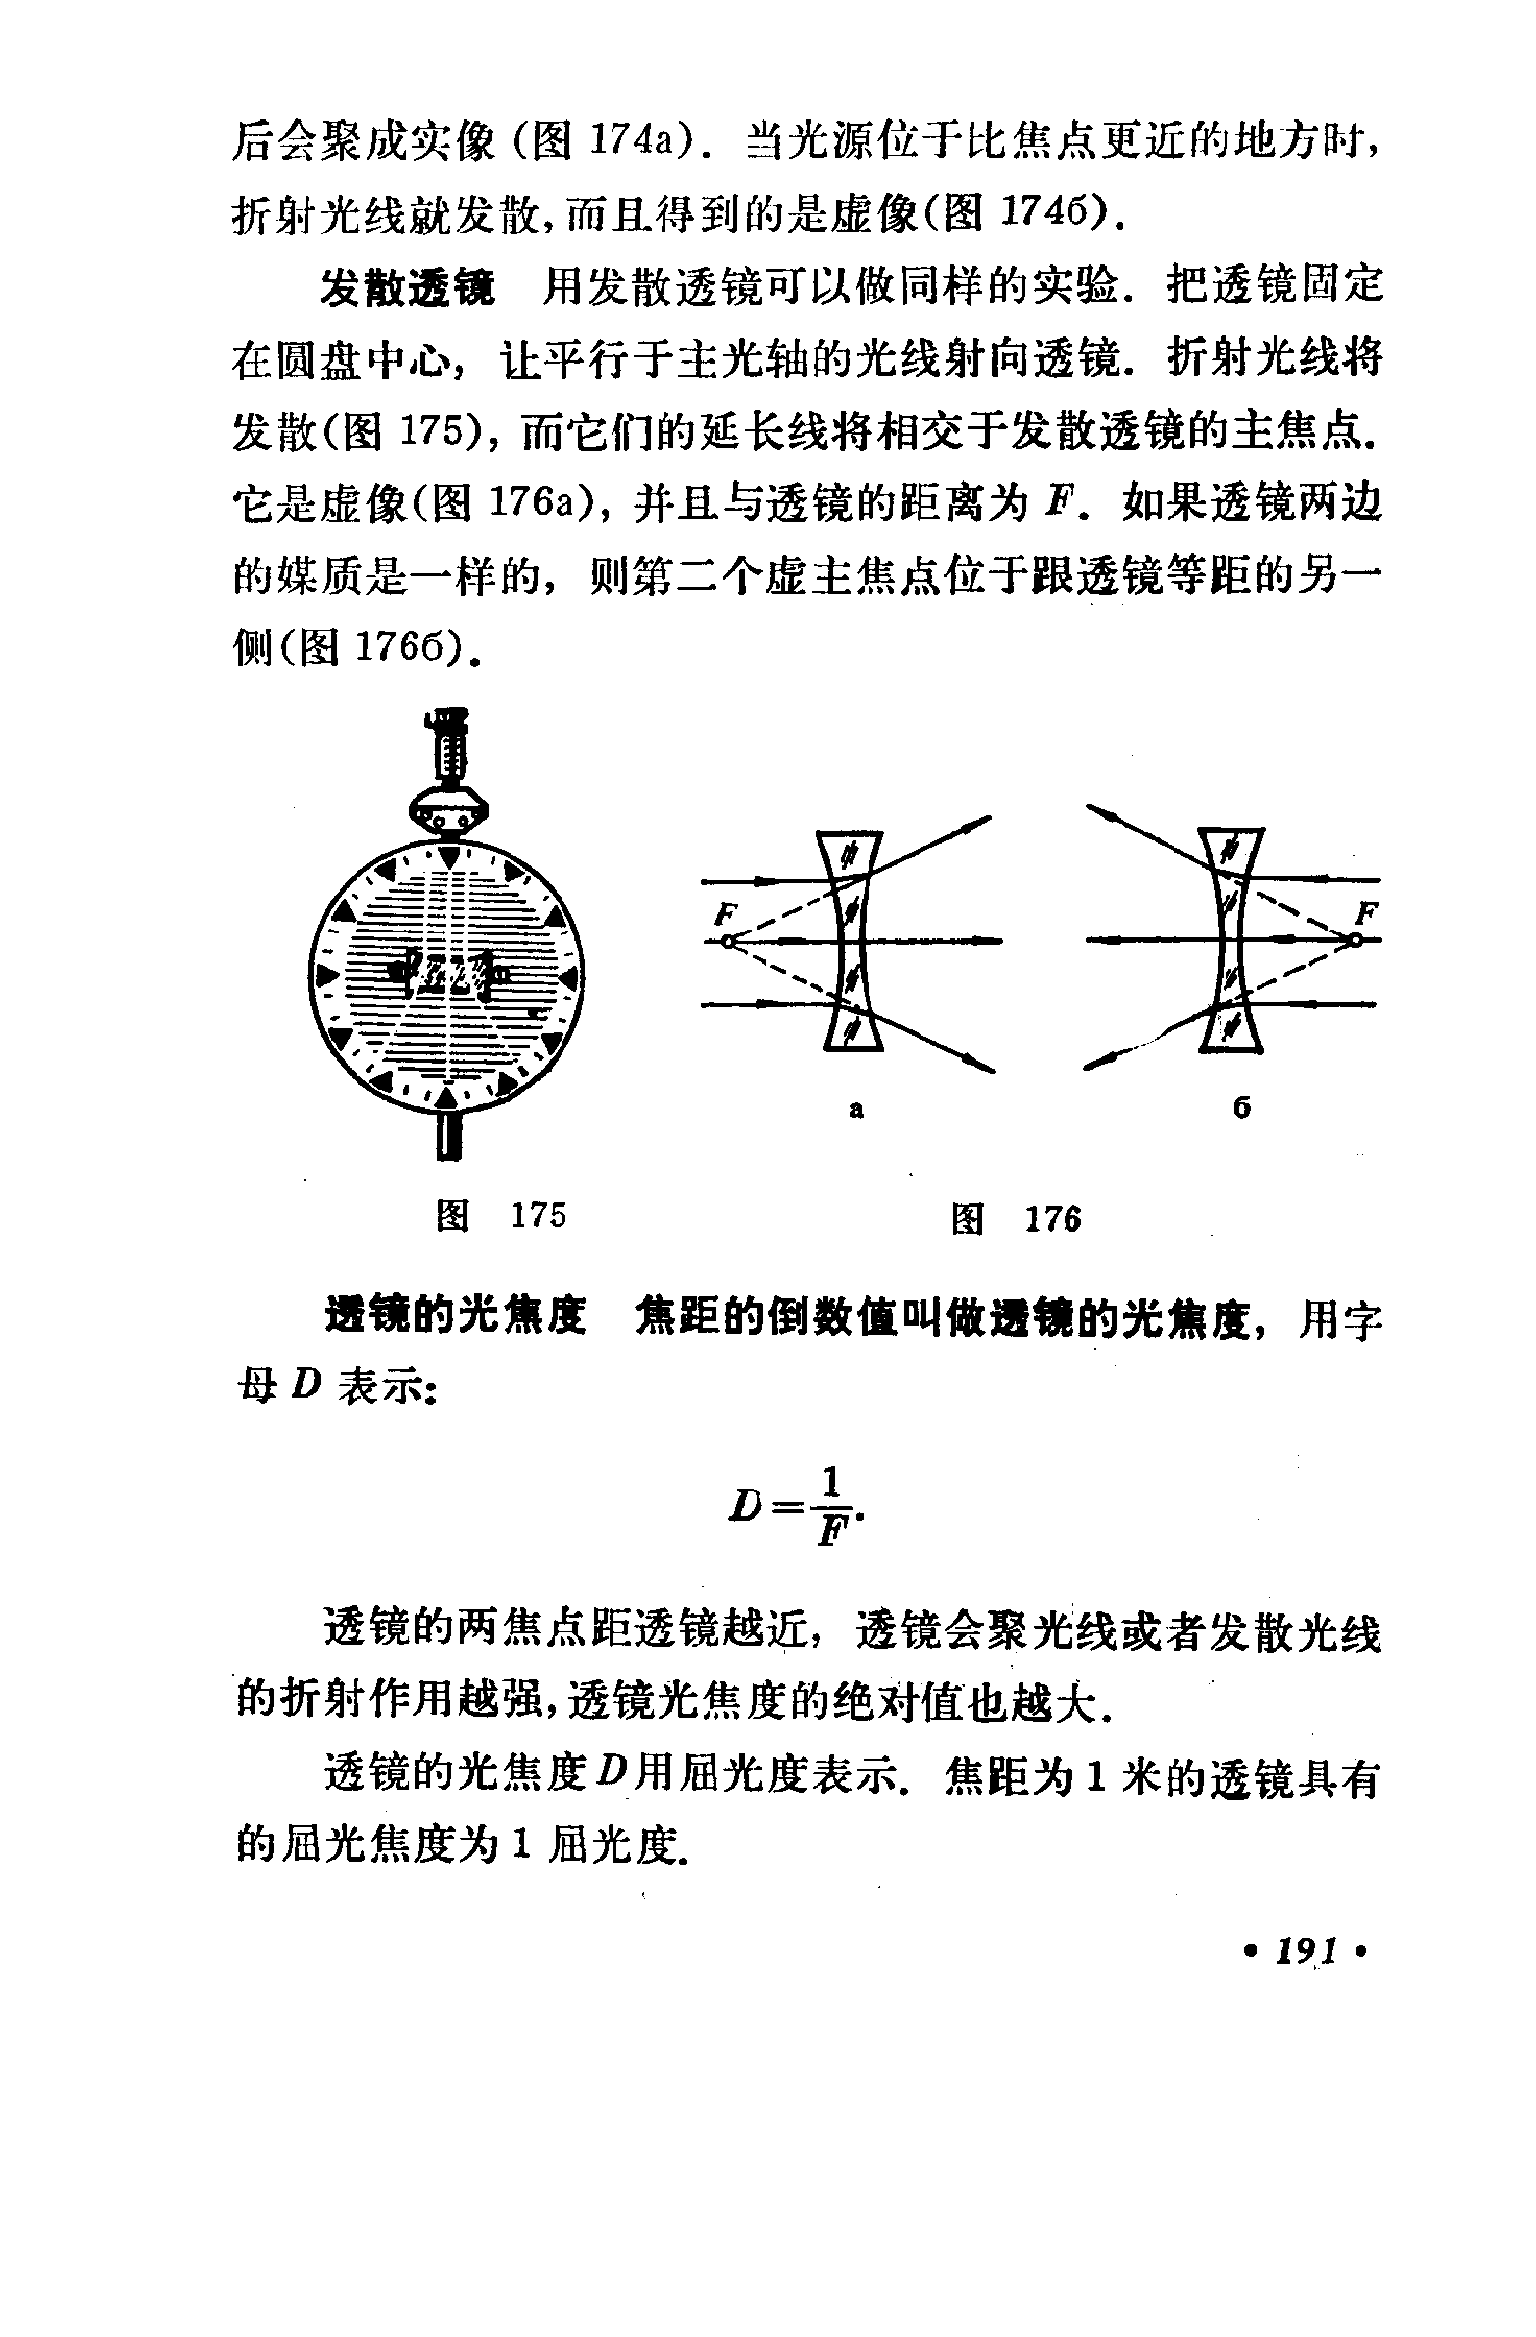 后会聚成实像(图 174a). 当光源位于比焦点更近的地方时,
折射光线就发散,而且得到的是虚像(图 174б).
发散透镜 用发散透镜可以做同样的实验. 把透镜固定
在圆盘中心, 让平行于主光轴的光线射向透镜. 折射光线将
发散(图 175), 而它们的延长线将相交于发散透镜的主焦点.
它是虚像(图 176a), 并且与透镜的距离为 F. 如果透镜两边
的媒质是一样的, 则第二个虚主焦点位于跟透镜等距的另一
侧(图 176б).
F
F
a
б
图 175
图 176
透镜的光焦度 焦距的倒数值叫做透镜的光焦度, 用字
母 D 表示:
D=1/F.
透镜的两焦点距透镜越近, 透镜会聚光线或者发散光线
的折射作用越强,透镜光焦度的绝对值也越大.
透镜的光焦度D用屈光度表示. 焦距为1米的透镜具有
的屈光焦度为1屈光度.
• 191 •